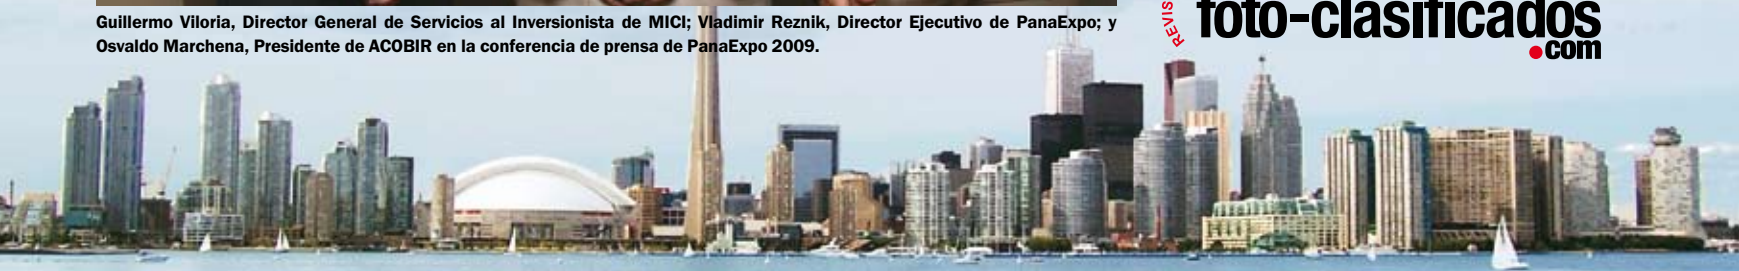 Guillermo Viloria, Director General de Servicios al Inversionista de MICI; Vladimir Reznik, Director Ejecutivo de PanaExpo; y
Osvaldo Marchena, Presidente de ACOBIR en la conferencia de prensa de PanaExpo 2009.
foto-clasificados
.com